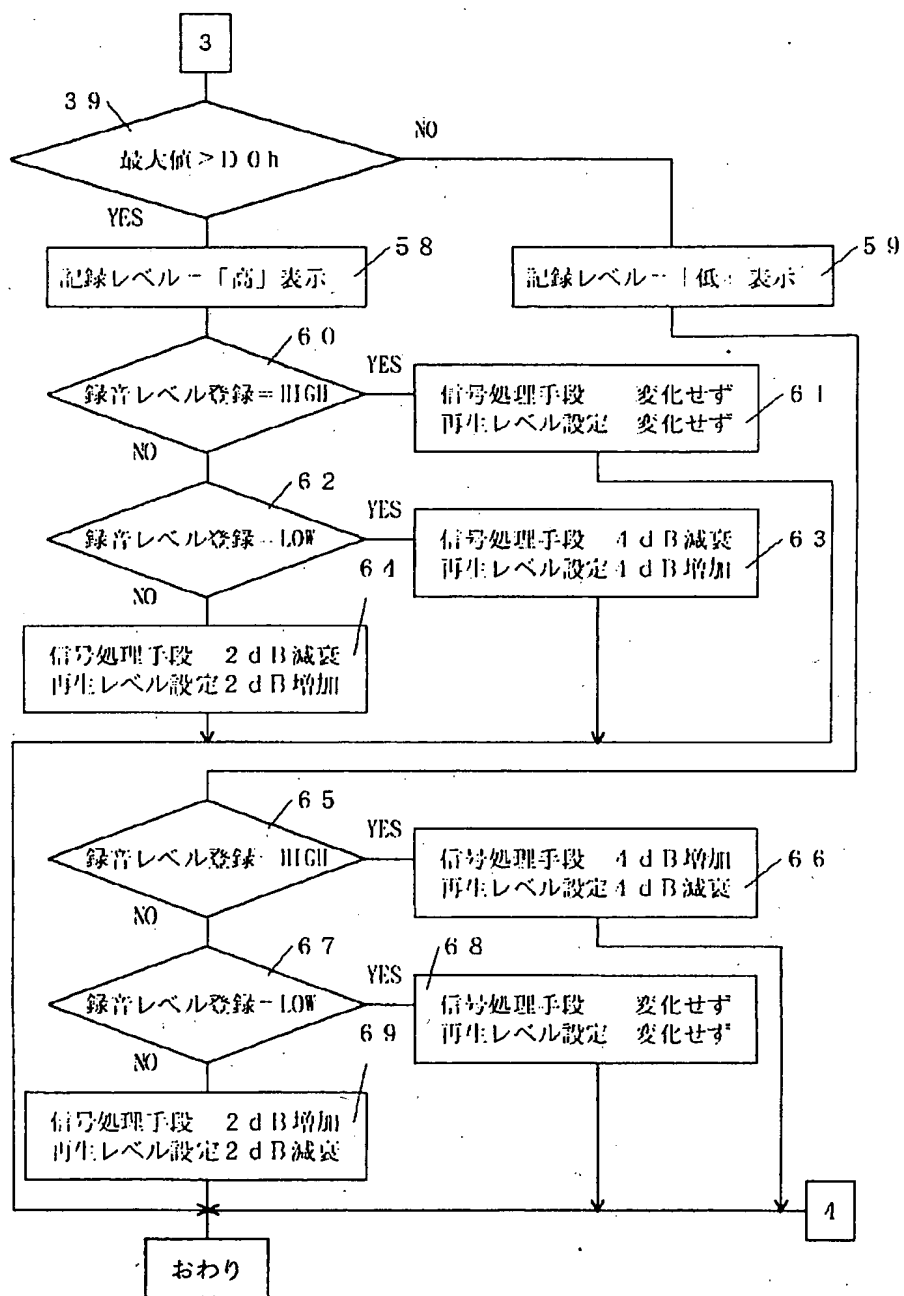 3
39
最大値>D0h
NO
YES
58
記録レベル=「高」表示
59
記録レベル=「低」表示
60
録音レベル登録=HIGH
YES
NO
信号処理手段 変化せず
再生レベル設定 変化せず
61
62
録音レベル登録=LOW
YES
NO
信号処理手段 4dB減衰
再生レベル設定4dB増加
63
64
信号処理手段 2dB減衰
再生レベル設定2dB増加
65
録音レベル登録=HIGH
YES
NO
信号処理手段 4dB増加
再生レベル設定4dB減衰
66
67
録音レベル登録=LOW
YES
NO
68
信号処理手段 変化せず
再生レベル設定 変化せず
69
信号処理手段 2dB増加
再生レベル設定2dB減衰
4
おわり